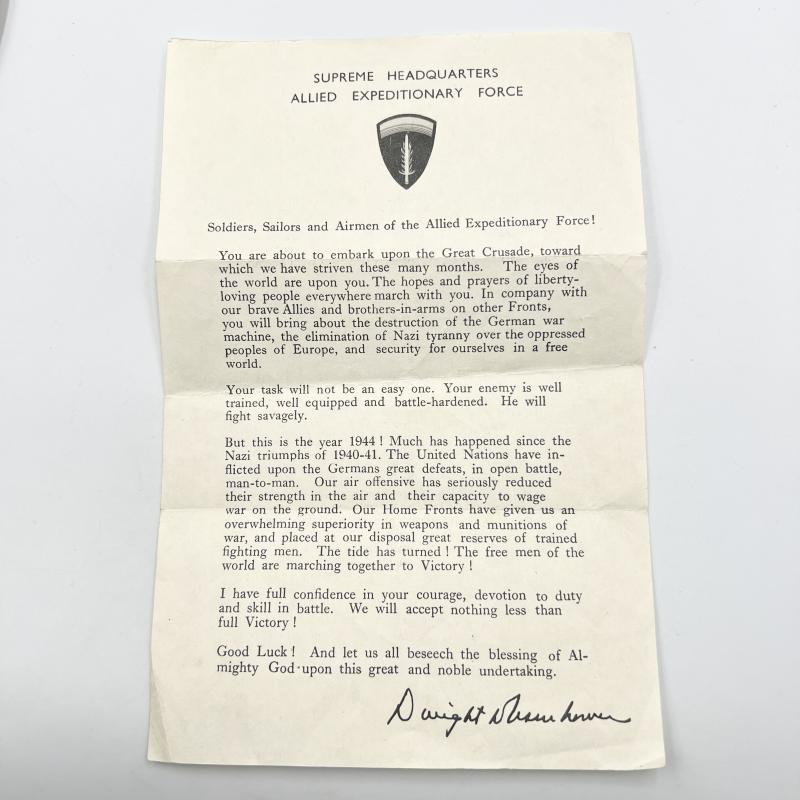 SUPREME HEADQUARTERS
ALLIED EXPEDITIONARY FORCE
Soldiers, Sailors and Airmen of the Allied Expeditionary Force!
You are about to embark upon the Great Crusade, toward
which we have striven these many months. The eyes of
the world are upon you. The hopes and prayers of liberty-
loving people everywhere march with you. In company with
our brave Allies and brothers-in-arms on other Fronts,
you will bring about the destruction of the German war
machine, the elimination of Nazi tyranny over the oppressed
peoples of Europe, and security for ourselves in a free
world.
Your task will not be an easy one. Your enemy is well
trained, well equipped and battle-hardened. He will
fight savagely.
But this is the year 1944 ! Much has happened since the
Nazi triumphs of 1940-41. The United Nations have in-
flicted upon the Germans great defeats, in open battle,
man-to-man. Our air offensive has seriously reduced
their strength in the air and their capacity to wage
war on the ground. Our Home Fronts have given us an
overwhelming superiority in weapons and munitions of
war, and placed at our disposal great reserves of trained
fighting men. The tide has turned ! The free men of the
world are marching together to Victory !
I have full confidence in your courage, devotion to duty
and skill in battle. We will accept nothing less than
full Victory !
Good Luck ! And let us all beseech the blessing of Al-
mighty God upon this great and noble undertaking.
Dwight D Eisenhower